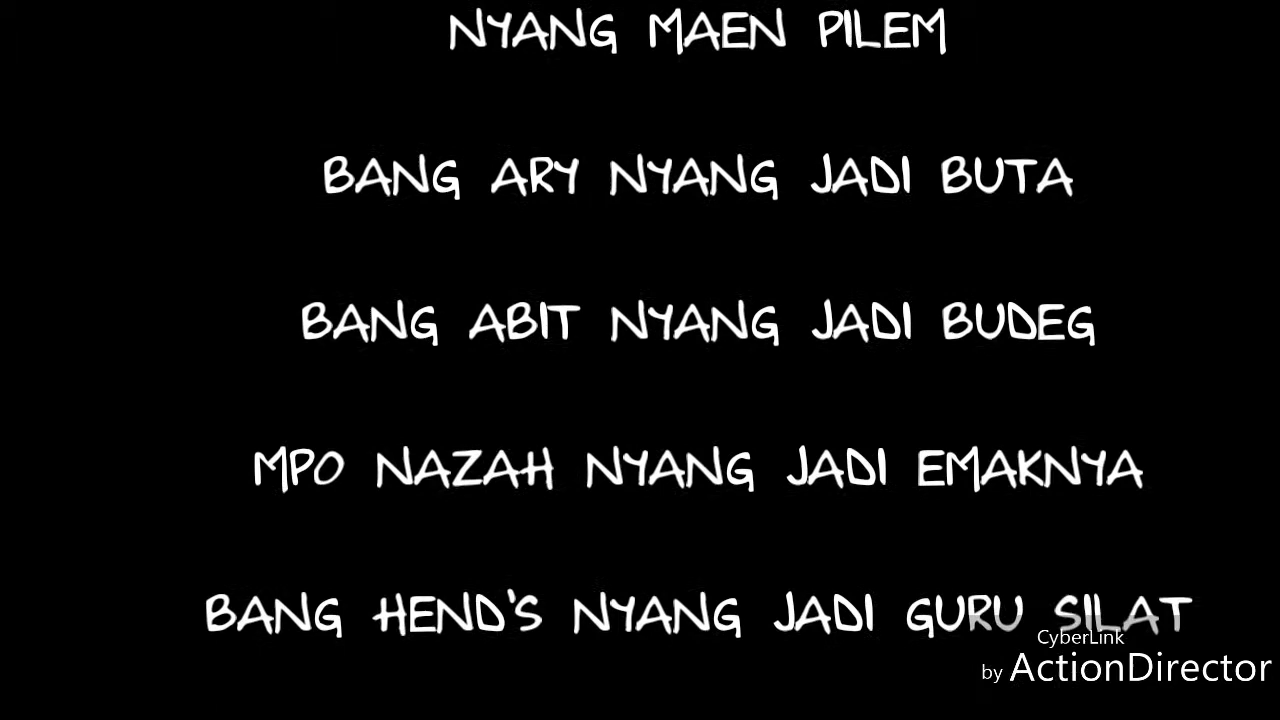 NYANG MAEN PILEM
BANG ARY NYANG JADI BUTA
BANG ABIT NYANG JADI BUDEG
MPO NAZAH NYANG JADI EMAKNYA
BANG HEND'S NYANG JADI GURU SILAT
CyberLink
by ActionDirector